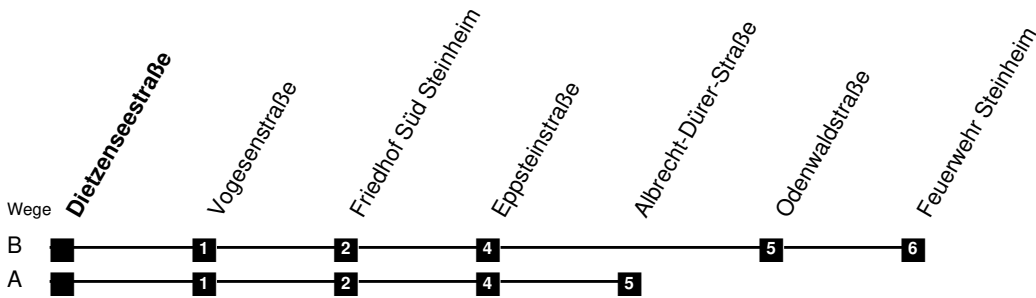 Dietzenseestraße
Vogesenstraße
Friedhof Süd Steinheim
Eppsteinstraße
Albrecht-Dürer-Straße
Odenwaldstraße
Feuerwehr Steinheim
Wege
B 1 2 4 5 6
A 1 2 4 5